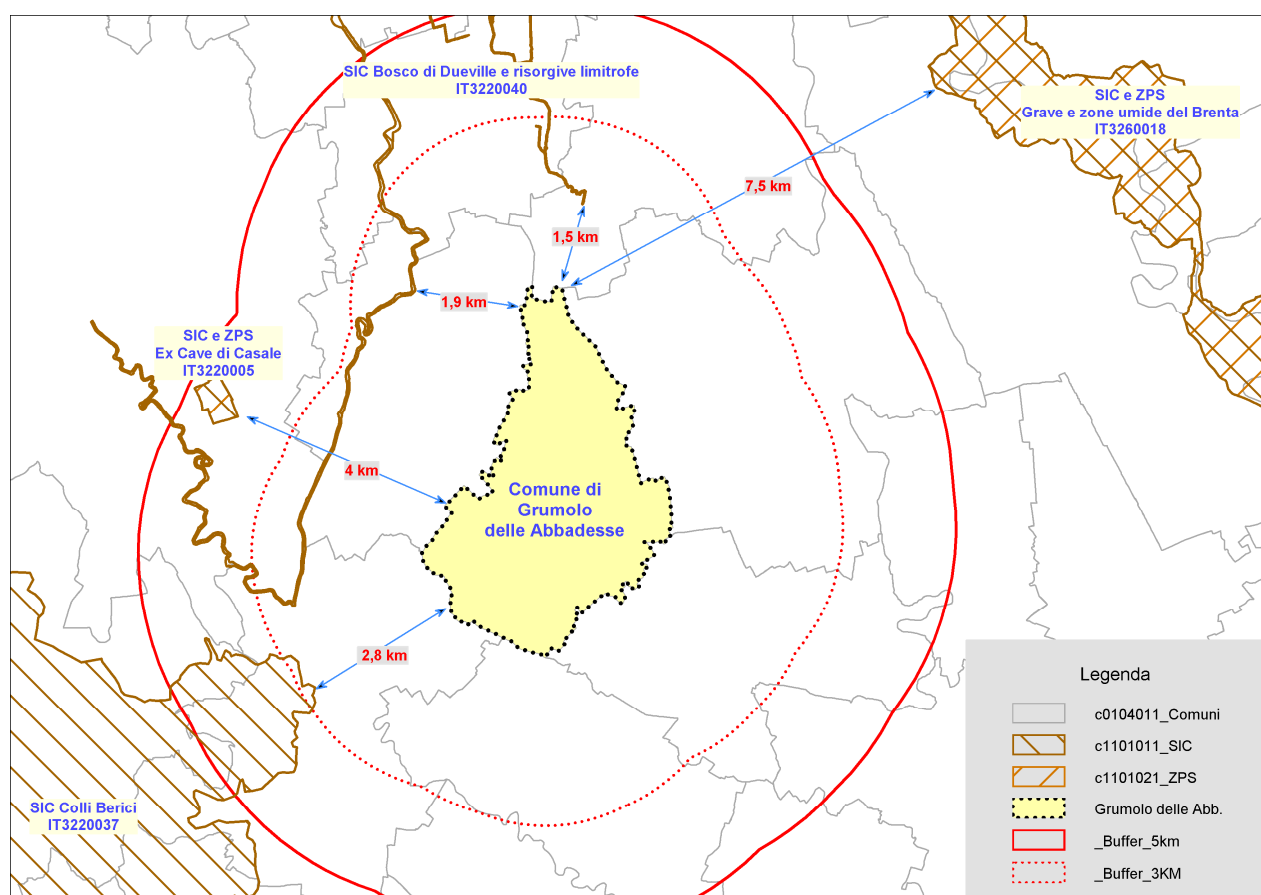 SIC Bosco di Dueville e risorgive limitrofe
IT3220040
SIC e ZPS
Grave e zone umide del Brenta
IT3260018
7,5 km
1,5 km
1,9 km
SIC e ZPS
Ex Cave di Casale
IT3220005
4 km
Comune di
Grumolo
delle Abbadesse
2,8 km
SIC Colli Berici
IT3220037
Legenda
c0104011_Comuni
c1101011_SIC
c1101021_ZPS
Grumolo delle Abb.
_Buffer_5km
_Buffer_3KM